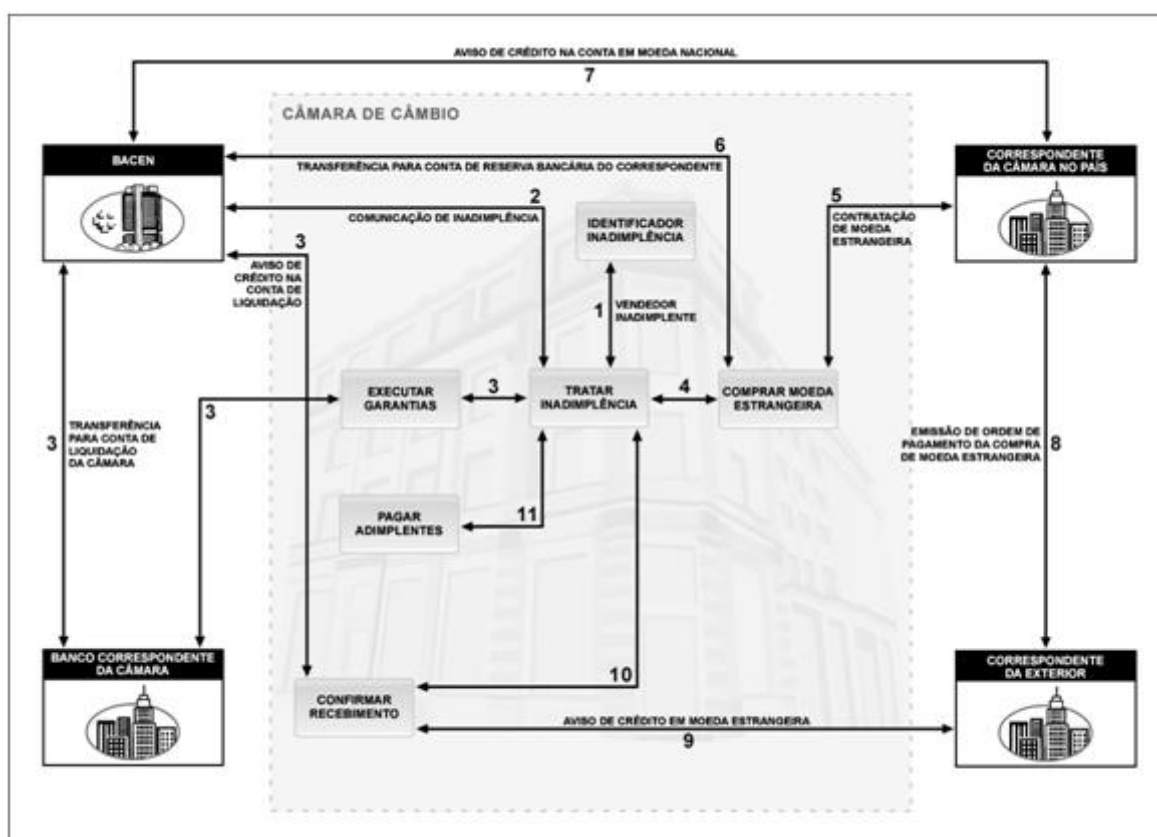 AVISO DE CRÉDITO NA CONTA EM MOEDA NACIONAL
7
CÂMARA DE CÂMBIO
BACEN
6
TRANSFERÊNCIA PARA CONTA DE RESERVA BANCÁRIA DO CORRESPONDENTE
CORRESPONDENTE
DA CÂMARA NO PAÍS
2
COMUNICAÇÃO DE INADIMPLÊNCIA
IDENTIFICADOR
INADIMPLÊNCIA
5
CONTRATAÇÃO
DE MOEDA
ESTRANGEIRA
3
AVISO DE
CRÉDITO NA
CONTA DE
LIQUIDAÇÃO
1
VENDEDOR
INADIMPLENTE
EXECUTAR
GARANTIAS
3
TRATAR
INADIMPLÊNCIA
4
COMPRAR MOEDA
ESTRANGEIRA
3
3
TRANSFERÊNCIA
PARA CONTA DE
LIQUIDAÇÃO
DA CÂMARA
EMISSÃO DE ORDEM DE
PAGAMENTO DA COMPRA
DE MOEDA ESTRANGEIRA
8
PAGAR
ADIMPLENTES
11
BANCO CORRESPONDENTE
DA CÂMARA
CONFIRMAR
RECEBIMENTO
10
AVISO DE CRÉDITO EM MOEDA ESTRANGEIRA
9
CORRESPONDENTE
DA EXTERIOR